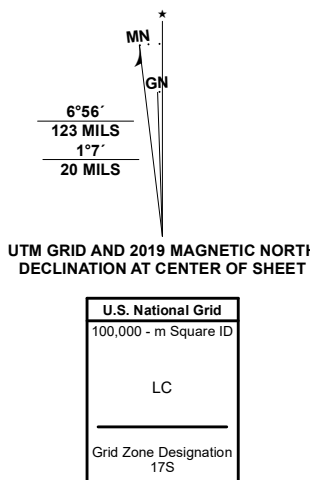 ★
MN
GN
6°56´
123 MILS
1°7´
20 MILS
UTM GRID AND 2019 MAGNETIC NORTH
DECLINATION AT CENTER OF SHEET
U.S. National Grid
100,000 - m Square ID
LC
Grid Zone Designation
17S